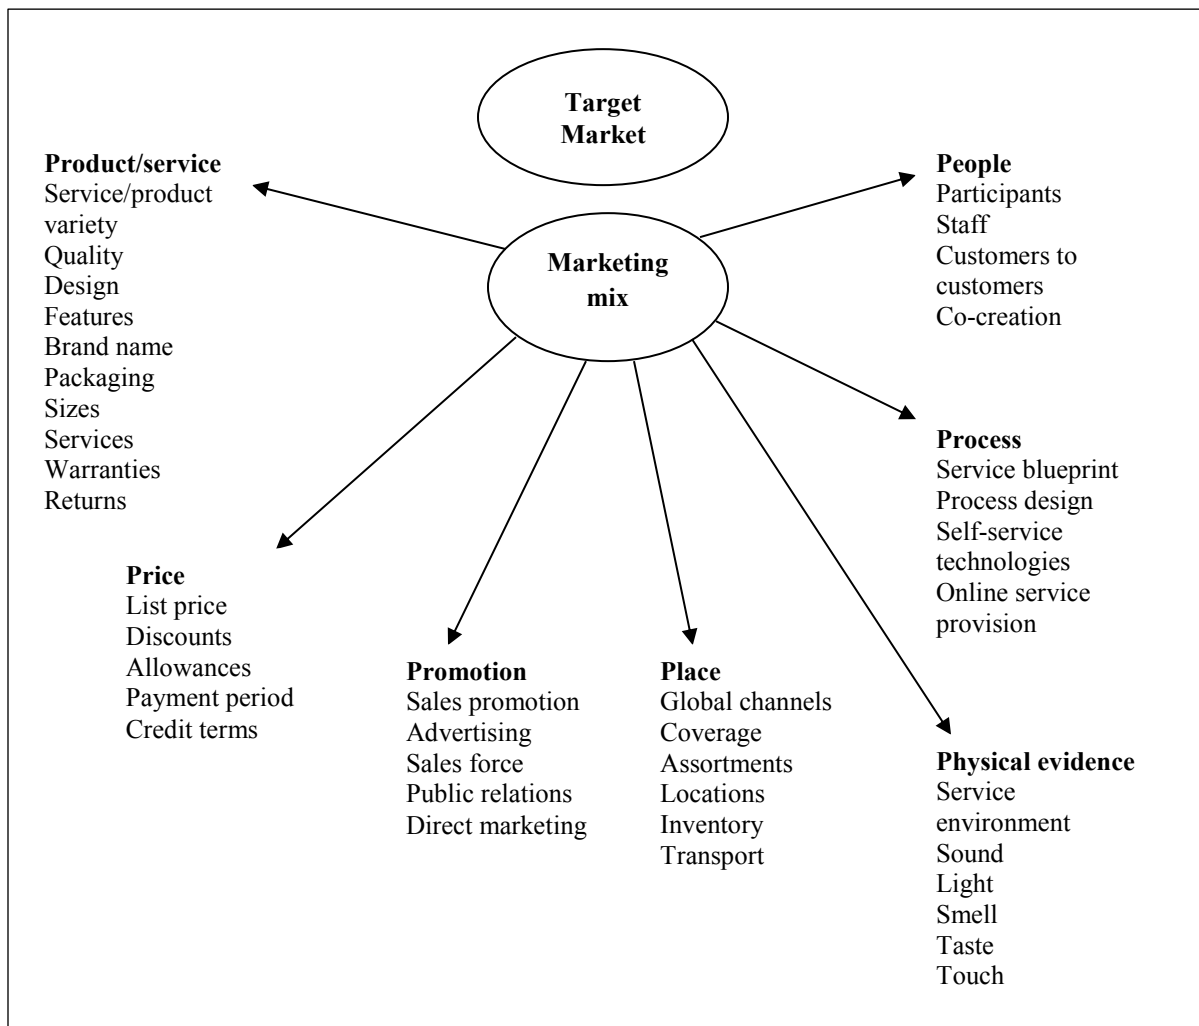 Target
Market
Product/service
Service/product
variety
Quality
Design
Features
Brand name
Packaging
Sizes
Services
Warranties
Returns
People
Participants
Staff
Customers to
customers
Co-creation
Marketing
mix
Process
Service blueprint
Process design
Self-service
technologies
Online service
provision
Price
List price
Discounts
Allowances
Payment period
Credit terms
Promotion
Sales promotion
Advertising
Sales force
Public relations
Direct marketing
Place
Global channels
Coverage
Assortments
Locations
Inventory
Transport
Physical evidence
Service
environment
Sound
Light
Smell
Taste
Touch